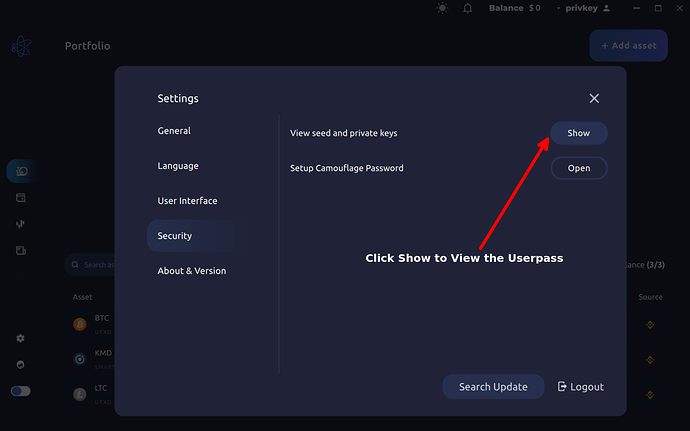 Balance $ 0
privkey
Portfolio
+ Add asset
Settings
General
View seed and private keys
Show
Language
Setup Camouflage Password
Open
User Interface
Security
Click Show to View the Userpass
About & Version
Search as
lance (3/3)
Asset
Source
BTC
UTXO
KMD
SMAR
LTC
UTXO
Search Update
Logout